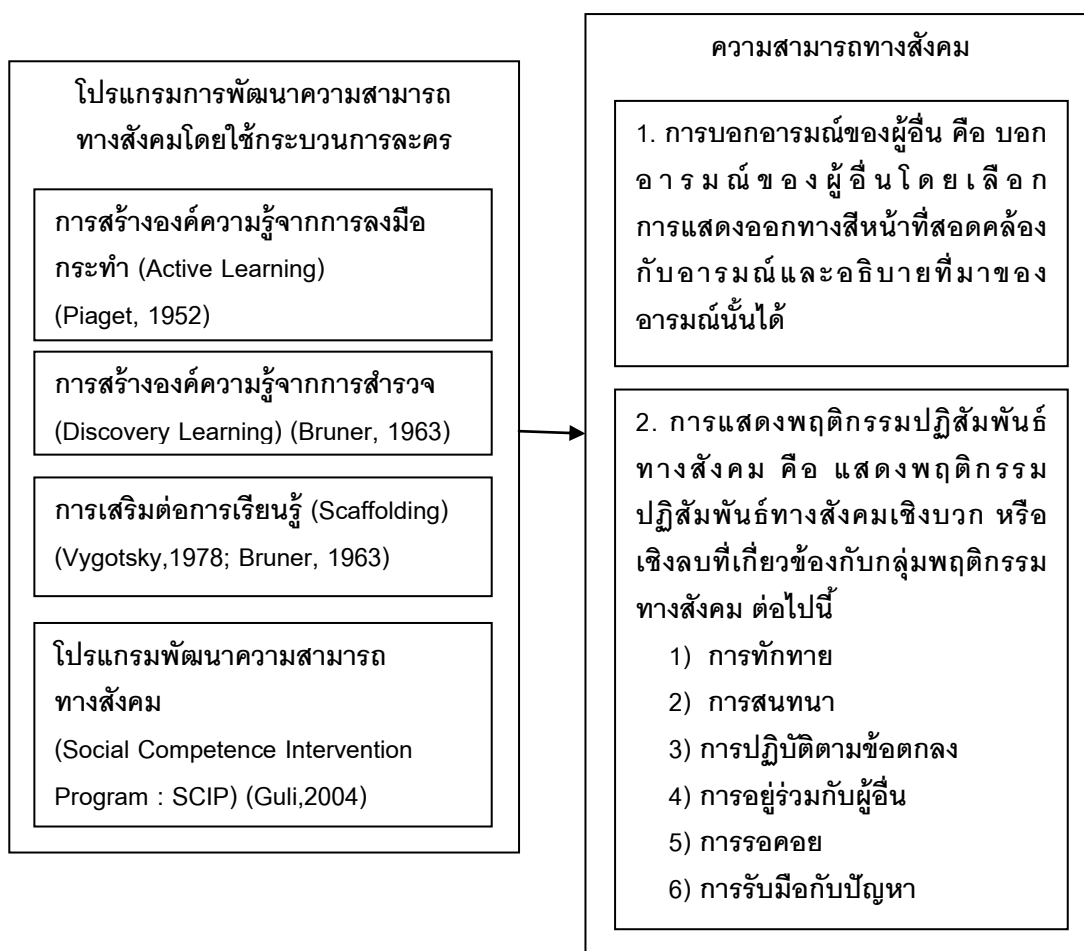 โปรแกรมการพัฒนาความสามารถ
ทางสังคมโดยใช้กระบวนการละคร
การสร้างองค์ความรู้จากการลงมือ
กระทำ (Active Learning)
(Piaget, 1952)
การสร้างองค์ความรู้จากการสำรวจ
(Discovery Learning) (Bruner, 1963)
การเสริมต่อการเรียนรู้ (Scaffolding)
(Vygotsky,1978; Bruner, 1963)
โปรแกรมพัฒนาความสามารถ
ทางสังคม
(Social Competence Intervention
Program : SCIP) (Guli,2004)
ความสามารถทางสังคม
1. การบอกอารมณ์ของผู้อื่น คือ บอก
อารมณ์ของผู้อื่นโดยเลือก
การแสดงออกทางสีหน้าที่สอดคล้อง
กับอารมณ์และอธิบายที่มาของ
อารมณ์นั้นได้
2. การแสดงพฤติกรรมปฏิสัมพันธ์
ทางสังคม คือ แสดงพฤติกรรม
ปฏิสัมพันธ์ทางสังคมเชิงบวก หรือ
เชิงลบที่เกี่ยวข้องกับกลุ่มพฤติกรรม
ทางสังคม ต่อไปนี้
1) การทักทาย
2) การสนทนา
3) การปฏิบัติตามข้อตกลง
4) การอยู่ร่วมกับผู้อื่น
5) การรอคอย
6) การรับมือกับปัญหา